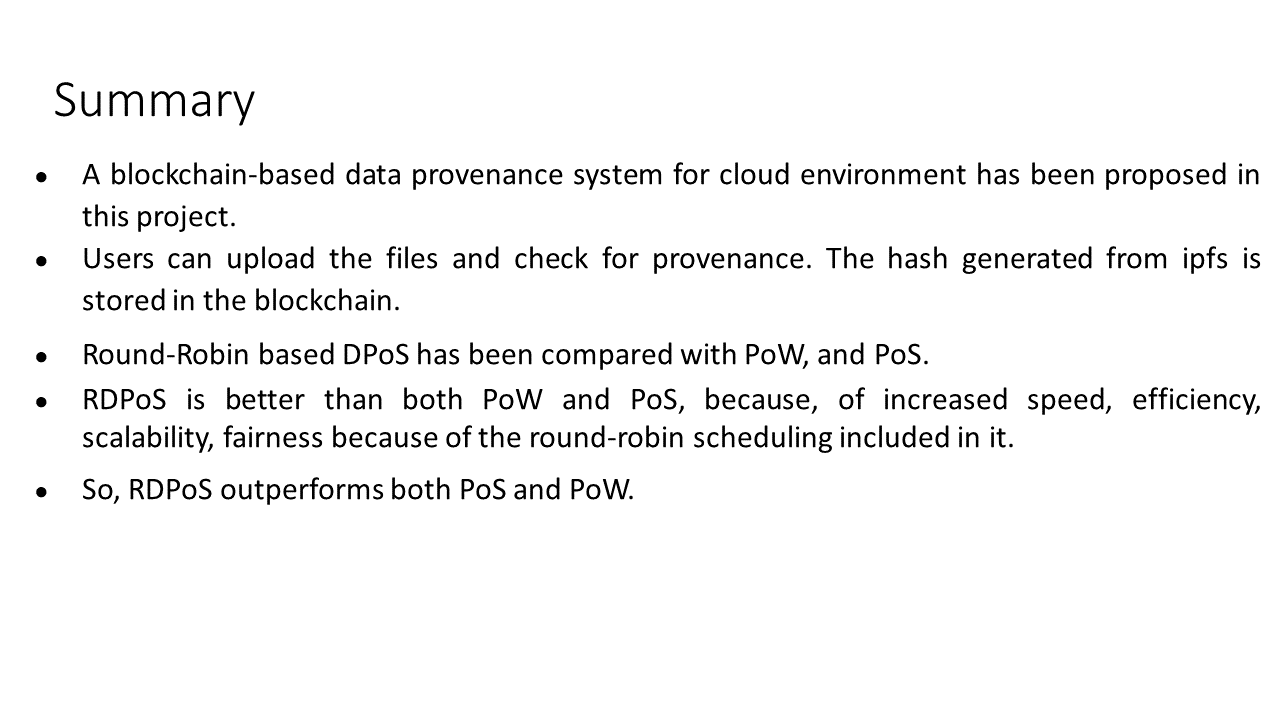 Summary
● A blockchain-based data provenance system for cloud environment has been proposed in
this project.
● Users can upload the files and check for provenance. The hash generated from ipfs is
stored in the blockchain.
● Round-Robin based DPoS has been compared with PoW, and PoS.
● RDPoS is better than both PoW and PoS, because, of increased speed, efficiency,
scalability, fairness because of the round-robin scheduling included in it.
● So, RDPoS outperforms both PoS and PoW.